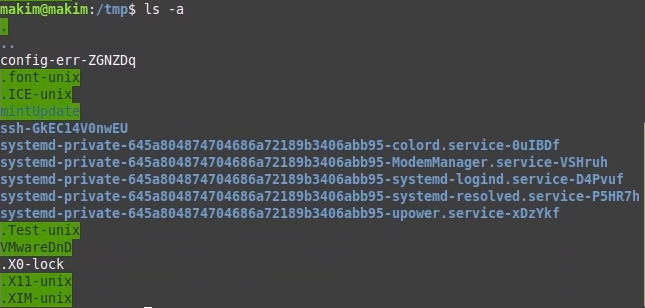 makim@makim:/tmp$ ls -a
.
..
config-err-ZGNZDq
.font-unix
.ICE-unix
mintUpdate
ssh-GkEC14V0nwEU
systemd-private-645a804874704686a72189b3406abb95-colord.service-0uIBDf
systemd-private-645a804874704686a72189b3406abb95-ModemManager.service-VSHruh
systemd-private-645a804874704686a72189b3406abb95-systemd-logind.service-D4Pvuf
systemd-private-645a804874704686a72189b3406abb95-systemd-resolved.service-P5HR7h
systemd-private-645a804874704686a72189b3406abb95-upower.service-xDzYkf
.Test-unix
VMwareDnD
.X0-lock
.X11-unix
.XIM-unix